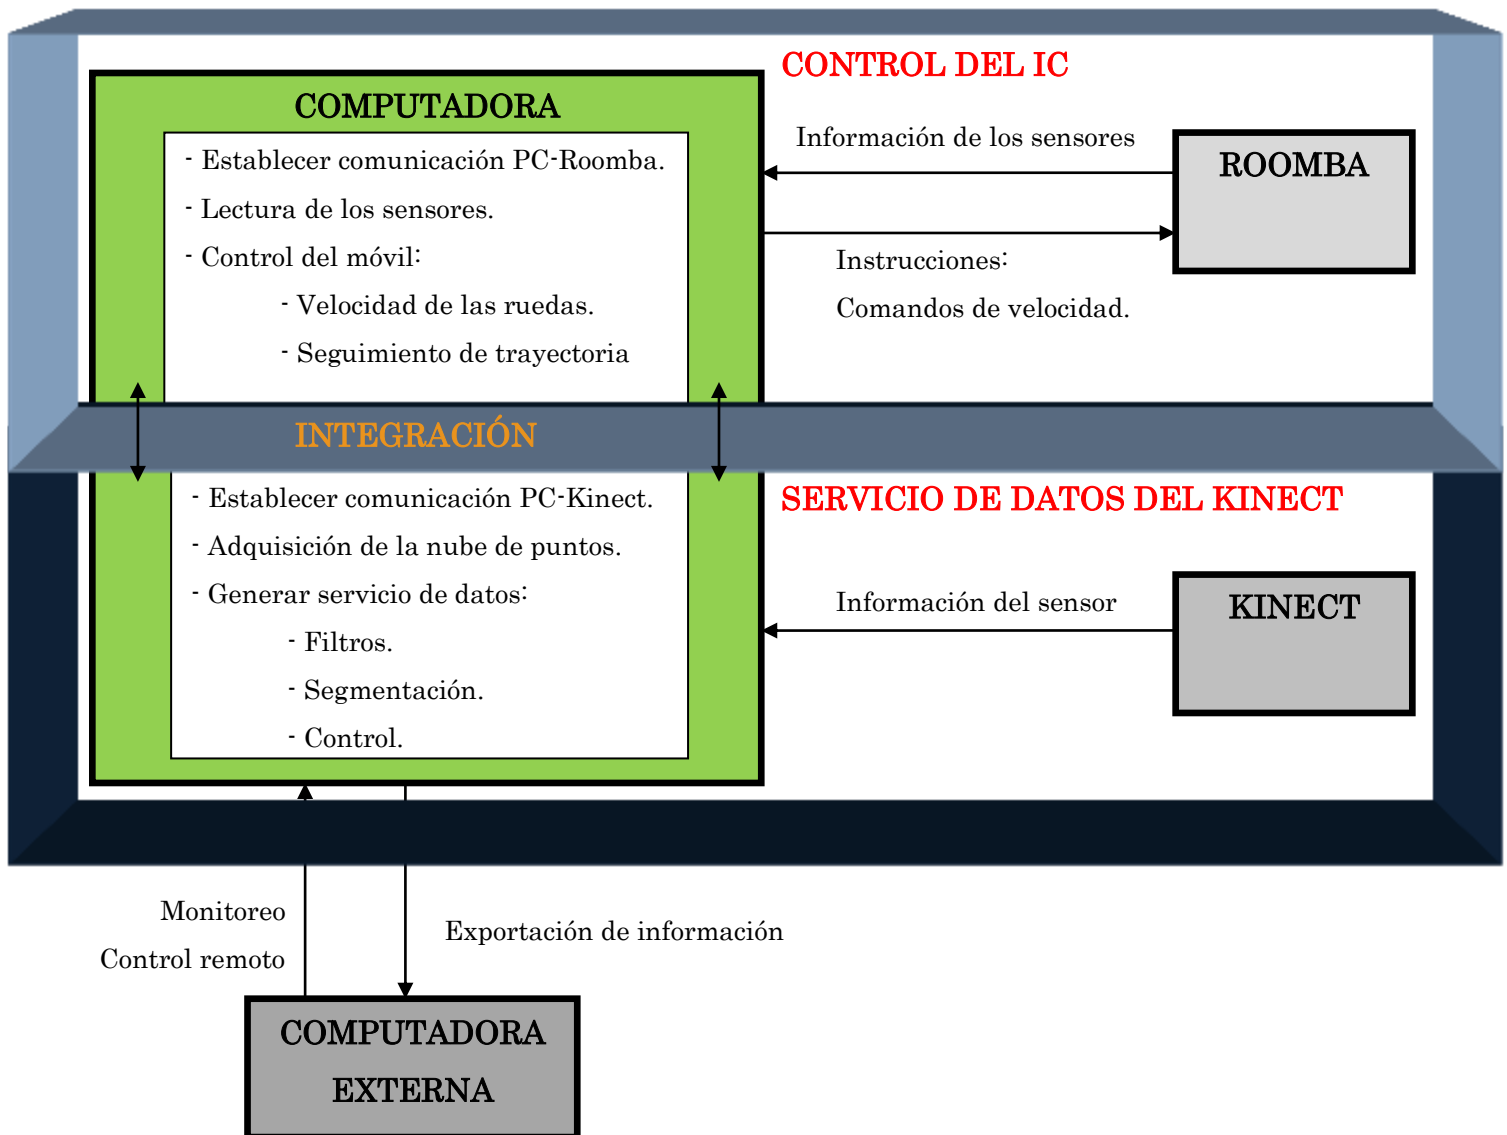 CONTROL DEL IC
COMPUTADORA
- Establecer comunicación PC-Roomba.
- Lectura de los sensores.
- Control del móvil:
- Velocidad de las ruedas.
- Seguimiento de trayectoria
Información de los sensores
ROOMBA
Instrucciones:
Comandos de velocidad.
INTEGRACIÓN
SERVICIO DE DATOS DEL KINECT
- Establecer comunicación PC-Kinect.
- Adquisición de la nube de puntos.
- Generar servicio de datos:
- Filtros.
- Segmentación.
- Control.
Información del sensor
KINECT
Monitoreo
Control remoto
Exportación de información
COMPUTADORA
EXTERNA